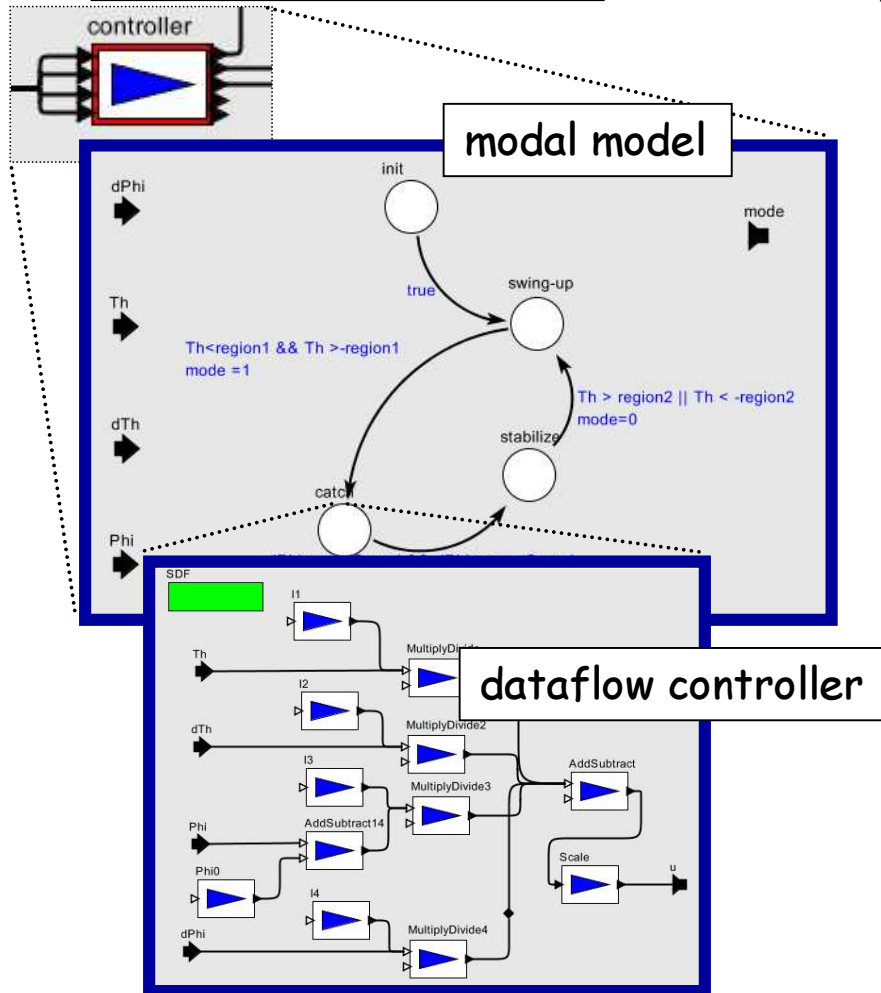 controller
modal model
init
dPhi
mode
swing-up
true
Th
Th<region1 && Th >-region1
mode =1
Th > region2 || Th < -region2
mode=0
dTh
stabilize
catch
Phi
SDF
I1
Th
MultiplyDivide
dataflow controller
I2
dTh
MultiplyDivide2
I3
AddSubtract
MultiplyDivide3
Phi
AddSubtract14
Phi0
Scale
u
I4
dPhi
MultiplyDivide4